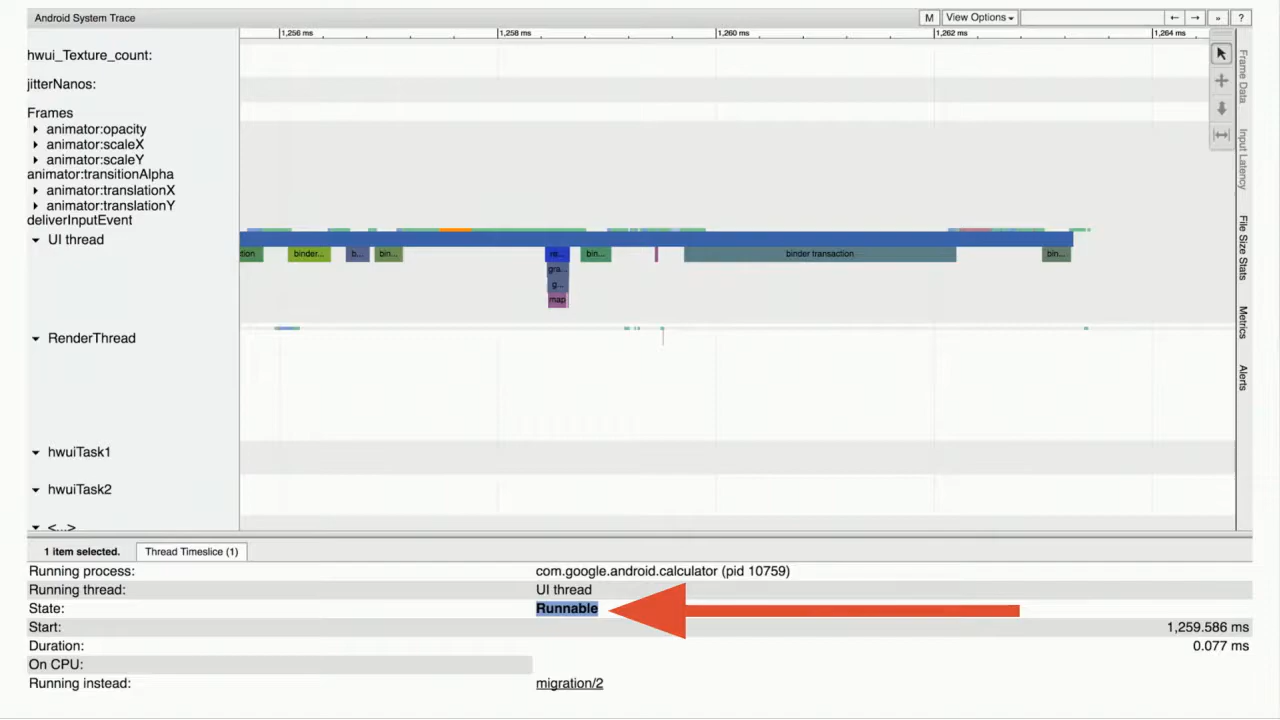 Android System Trace
M View Options ← → » ?
1,256 ms 1,258 ms 1,260 ms 1,262 ms 1,264 ms
hwui_Texture_count:
jitterNanos:
Frames
animator:opacity
animator:scaleX
animator:scaleY
animator:transitionAlpha
animator:translationX
animator:translationY
deliverInputEvent
UI thread
tion binder... b... bin... re... bin... binder transaction bin...
gra...
g...
map
RenderThread
hwuiTask1
hwuiTask2
<...>
Frame Data
Input Latency
File Size Stats
Metrics
Alerts
1 item selected. Thread Timeslice (1)
Running process: com.google.android.calculator (pid 10759)
Running thread: UI thread
State: Runnable
Start: 1,259.586 ms
Duration: 0.077 ms
On CPU:
Running instead: migration/2